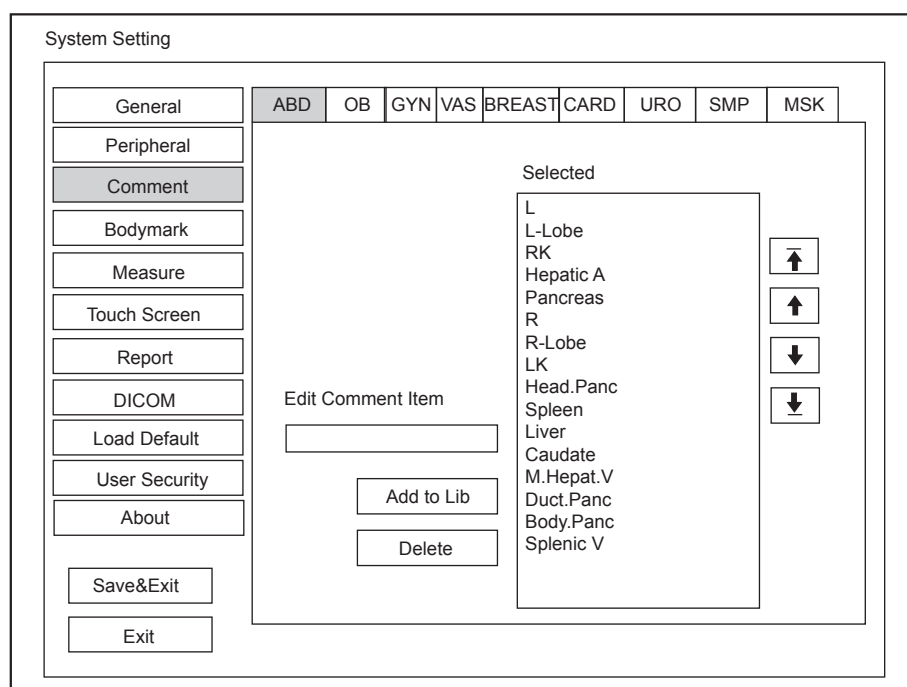 System Setting
General
Peripheral
Comment
Bodymark
Measure
Touch Screen
Report
DICOM
Load Default
User Security
About
Save&Exit
Exit
ABD OB GYN VAS BREAST CARD URO SMP MSK
Edit Comment Item
Add to Lib
Delete
Selected
L
L-Lobe
RK
Hepatic A
Pancreas
R
R-Lobe
LK
Head.Panc
Spleen
Liver
Caudate
M.Hepat.V
Duct.Panc
Body.Panc
Splenic V